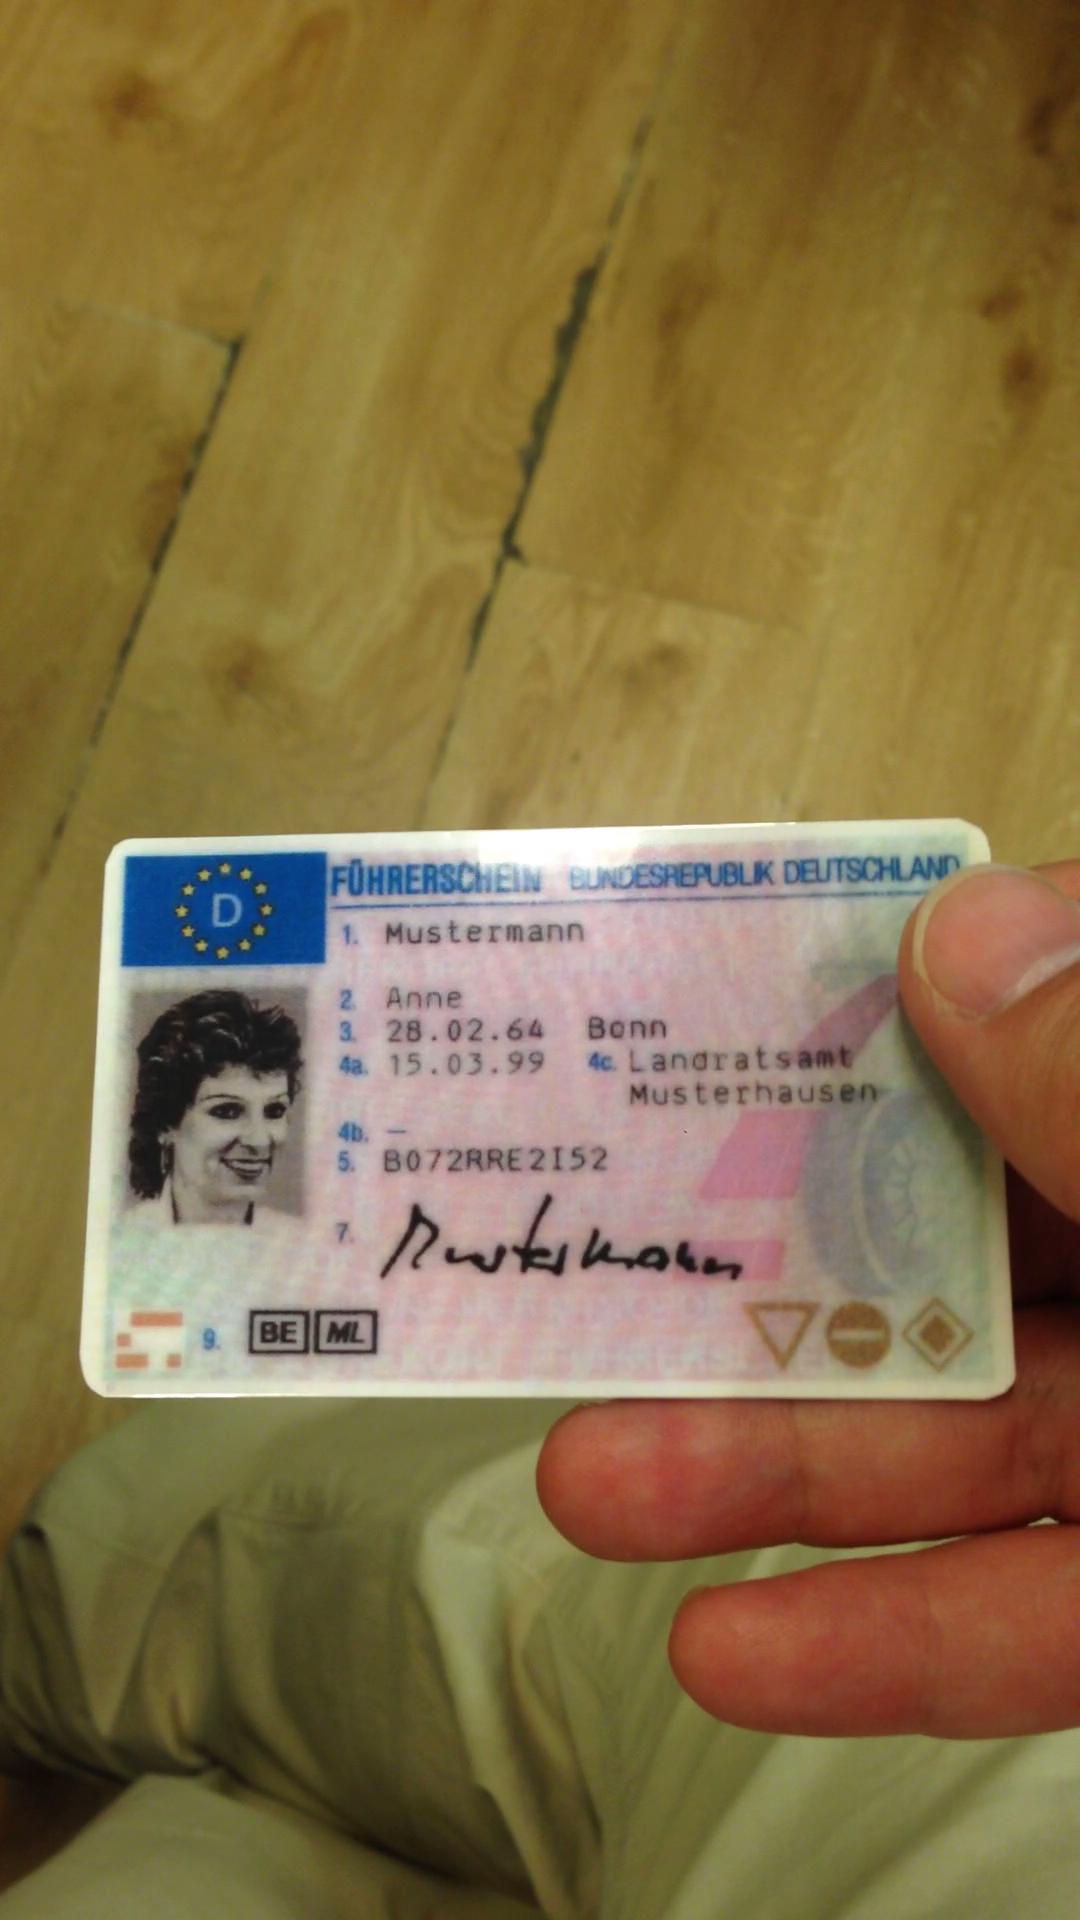 D
FÜHRERSCHEIN BUNDESREPUBLIK DEUTSCHLAND
1. Mustermann
2. Anne
3. 28.02.64 Bonn
4a. 15.03.99 4c. Landratsamt
Musterhausen
4b. –
5. B072RRE2I52
7. Mustermann
9. BE ML